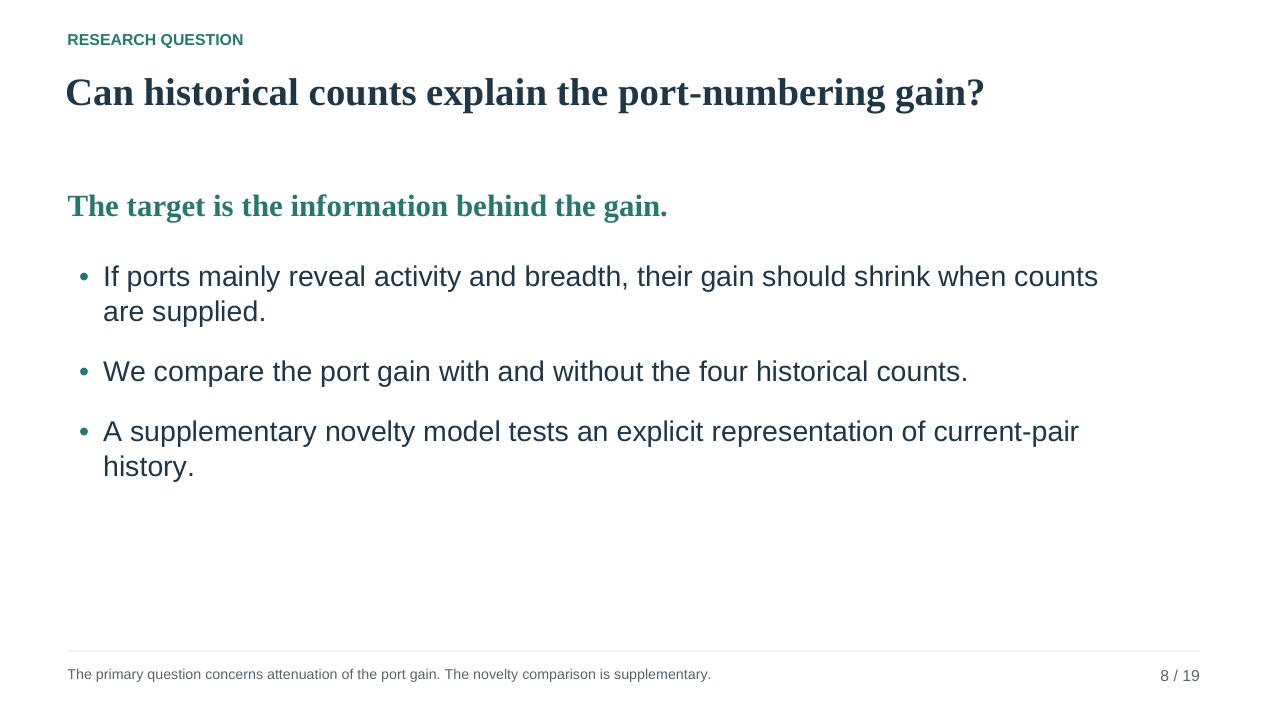 RESEARCH QUESTION
Can historical counts explain the port-numbering gain?
The target is the information behind the gain.
• If ports mainly reveal activity and breadth, their gain should shrink when counts
are supplied.
• We compare the port gain with and without the four historical counts.
• A supplementary novelty model tests an explicit representation of current-pair
history.
The primary question concerns attenuation of the port gain. The novelty comparison is supplementary.
8 / 19